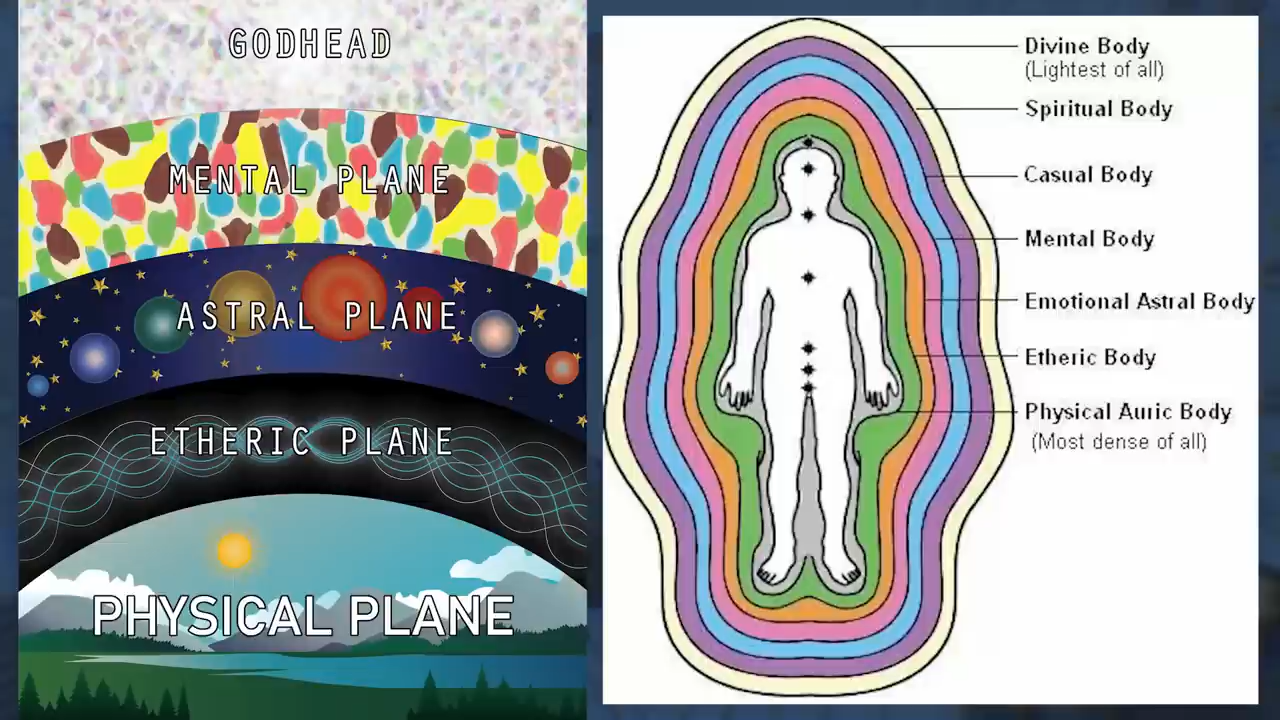 GODHEAD
MENTAL PLANE
ASTRAL PLANE
ETHERIC PLANE
PHYSICAL PLANE
Divine Body
(Lightest of all)
Spiritual Body
Casual Body
Mental Body
Emotional Astral Body
Etheric Body
Physical Auric Body
(Most dense of all)